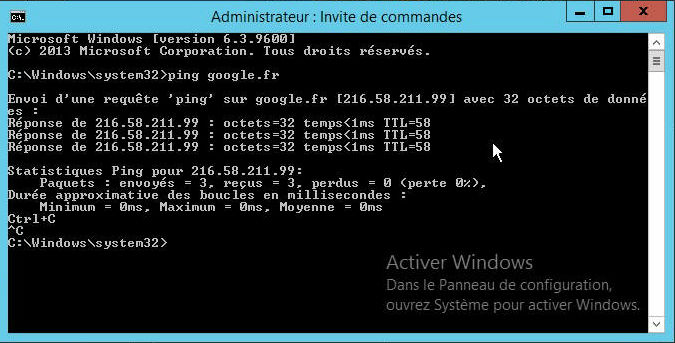 Administrateur : Invite de commandes
Microsoft Windows [version 6.3.9600]
(c) 2013 Microsoft Corporation. Tous droits réservés.
C:\Windows\system32>ping google.fr
Envoi d'une requête 'ping' sur google.fr [216.58.211.99] avec 32 octets de donné
es :
Réponse de 216.58.211.99 : octets=32 temps<1ms TTL=58
Réponse de 216.58.211.99 : octets=32 temps<1ms TTL=58
Réponse de 216.58.211.99 : octets=32 temps<1ms TTL=58
Statistiques Ping pour 216.58.211.99:
    Paquets : envoyés = 3, reçus = 3, perdus = 0 (perte 0%),
Durée approximative des boucles en millisecondes :
    Minimum = 0ms, Maximum = 0ms, Moyenne = 0ms
Ctrl+C
^C
C:\Windows\system32>
Activer Windows
Dans le Panneau de configuration,
ouvrez Système pour activer Windows.